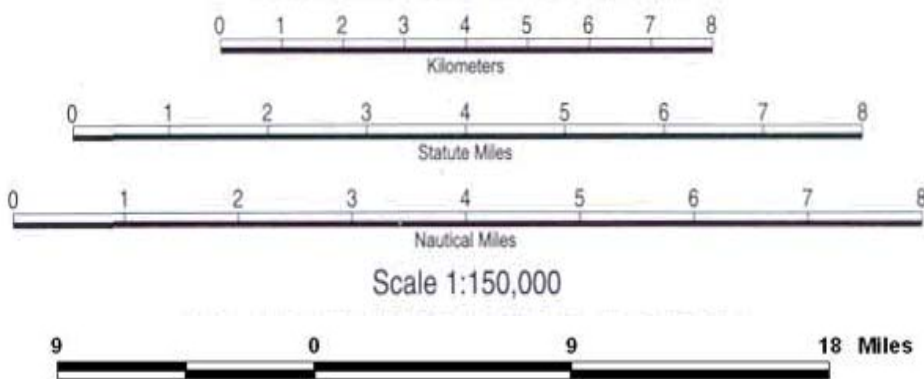 0 1 2 3 4 5 6 7 8
Kilometers
0 1 2 3 4 5 6 7 8
Statute Miles
0 1 2 3 4 5 6 7 8
Nautical Miles
Scale 1:150,000
9 0 9 18 Miles